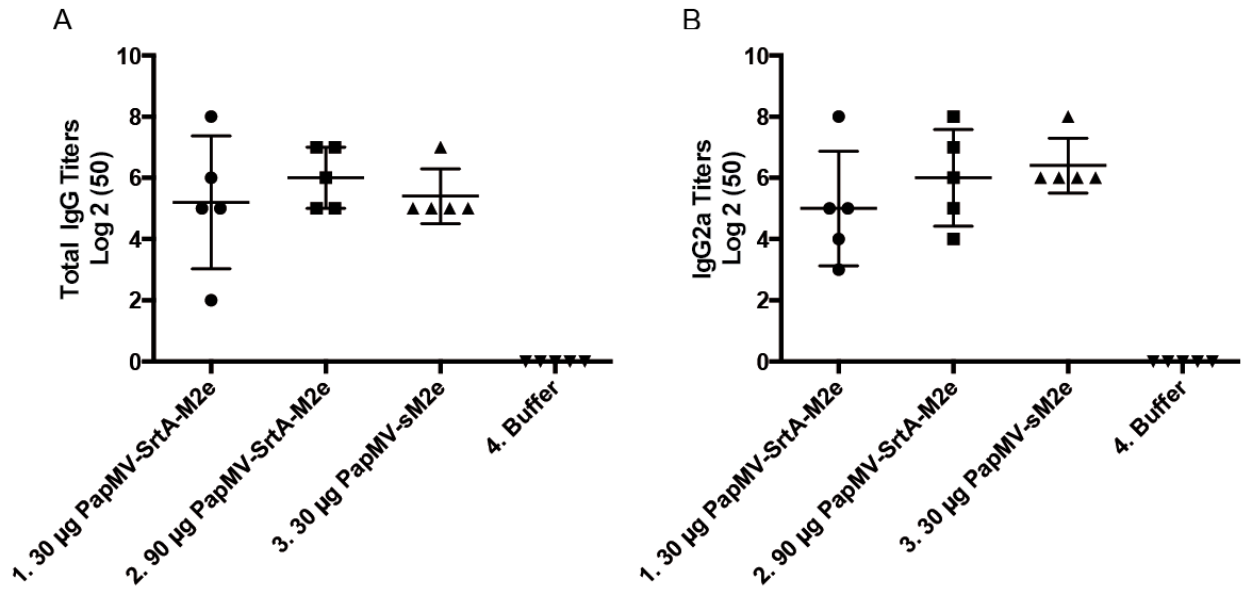 A
10
8
6
4
2
0
Total IgG Titers
Log 2 (50)
1. 30 µg PapMV-SrtA-M2e
2. 90 µg PapMV-SrtA-M2e
3. 30 µg PapMV-sM2e
4. Buffer
B
10
8
6
4
2
0
IgG2a Titers
Log 2 (50)
1. 30 µg PapMV-SrtA-M2e
2. 90 µg PapMV-SrtA-M2e
3. 30 µg PapMV-sM2e
4. Buffer